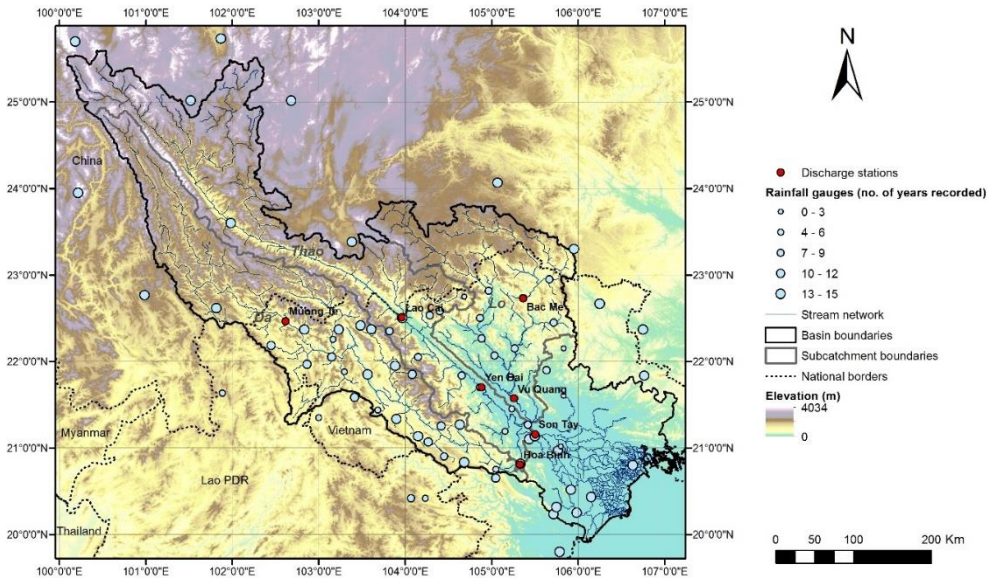 100°0'0"E 101°0'0"E 102°0'0"E 103°0'0"E 104°0'0"E 105°0'0"E 106°0'0"E 107°0'0"E
N
25°0'0"N 25°0'0"N
China
24°0'0"N 24°0'0"N
Thao
23°0'0"N 23°0'0"N
Da
Lao Cai
Lo
Bac Me
22°0'0"N 22°0'0"N
Yen Bai
Vu Quang
Son Tay
21°0'0"N 21°0'0"N
Vietnam
Hoa Binh
Myanmar
Lao PDR
20°0'0"N 20°0'0"N
Thailand
100°0'0"E 101°0'0"E 102°0'0"E 103°0'0"E 104°0'0"E 105°0'0"E 106°0'0"E 107°0'0"E
Discharge stations
Rainfall gauges (no. of years recorded)
0 - 3
4 - 6
7 - 9
10 - 12
13 - 15
Stream network
Basin boundaries
Subcatchment boundaries
National borders
Elevation (m)
4034
0
0 50 100 200 Km